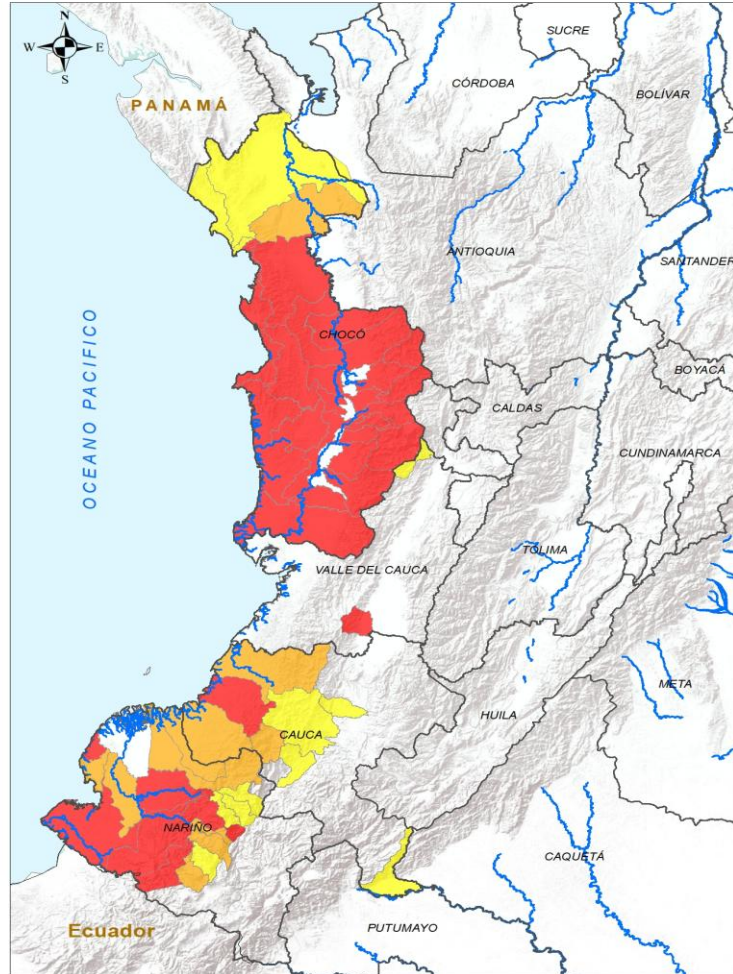 N
W E
S
SUCRE
CÓRDOBA
BOLÍVAR
PANAMÁ
ANTIOQUIA
SANTANDER
OCEANO PACIFICO
CHOCÓ
BOYACÁ
CALDAS
CUNDINAMARCA
TOLIMA
VALLE DEL CAUCA
META
HUILA
CAUCA
NARIÑO
CAQUETÁ
PUTUMAYO
Ecuador